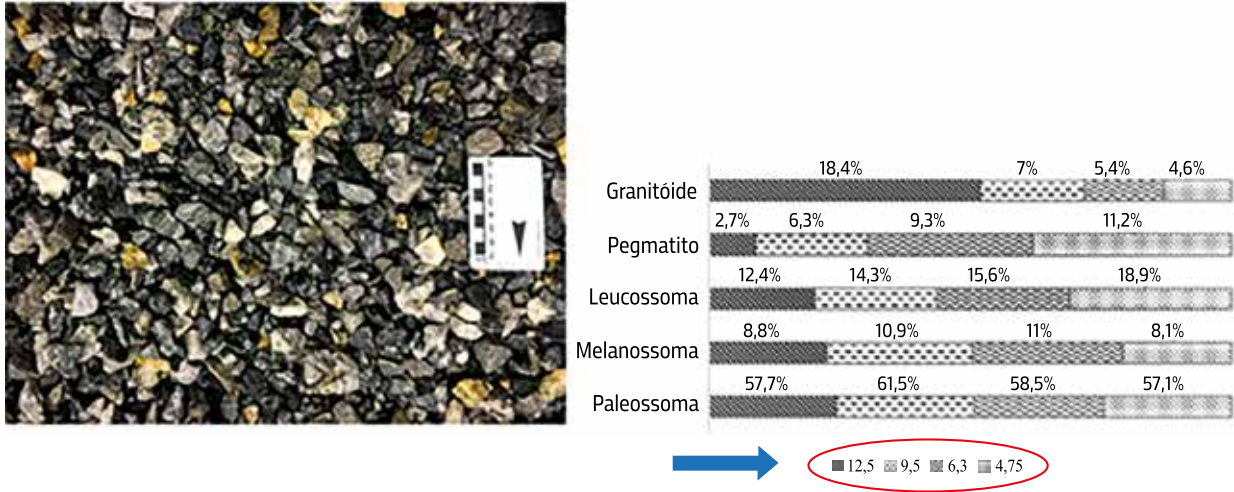 18,4% 7% 5,4% 4,6%
Granitóide
2,7% 6,3% 9,3% 11,2%
Pegmatito
12,4% 14,3% 15,6% 18,9%
Leucossoma
8,8% 10,9% 11% 8,1%
Melanossoma
57,7% 61,5% 58,5% 57,1%
Paleossoma
12,5 9,5 6,3 4,75